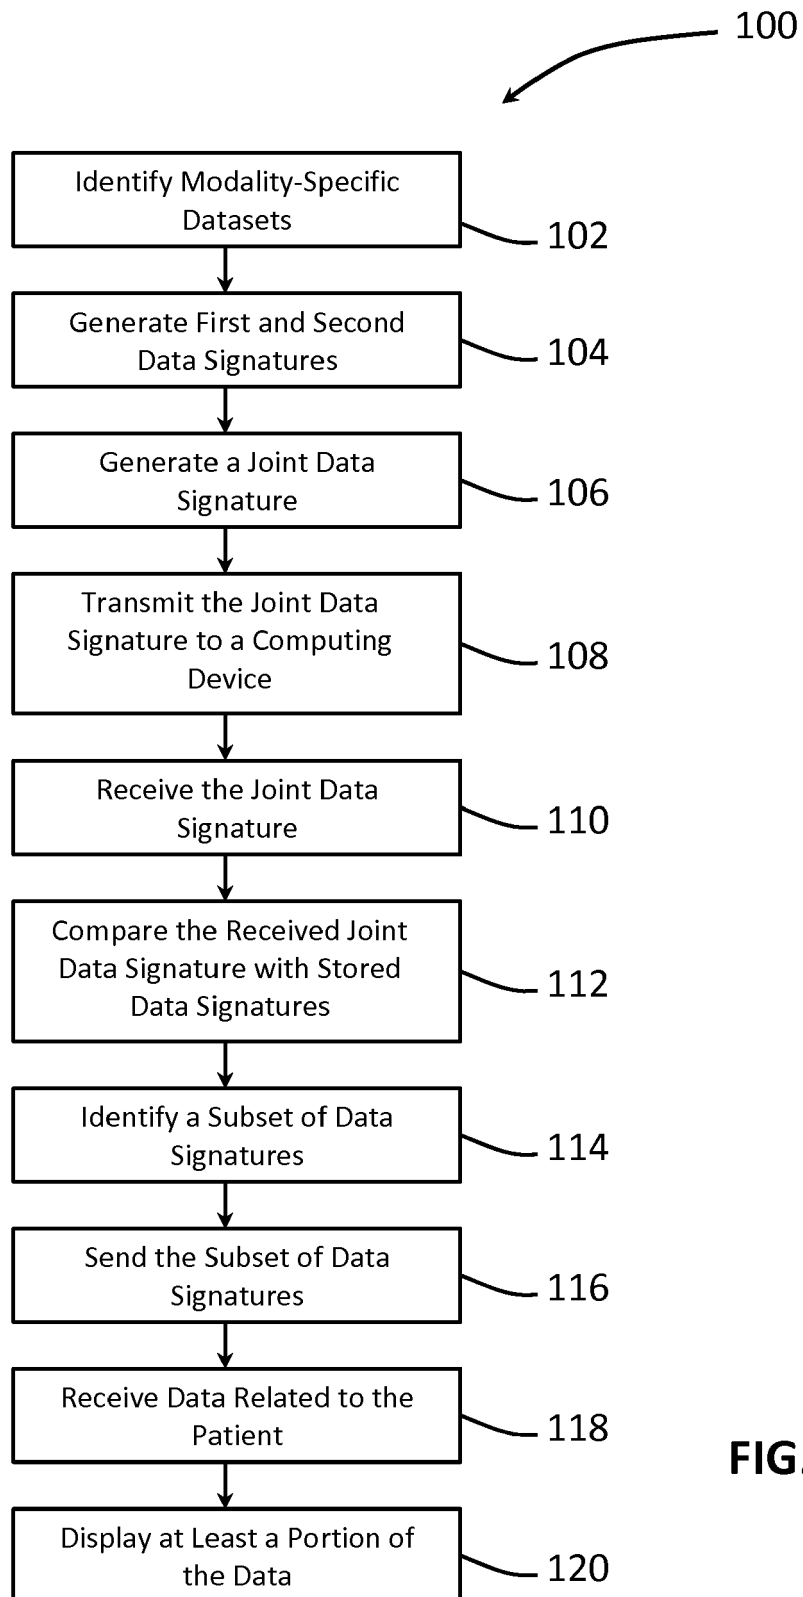 100
Identify Modality-Specific
Datasets
102
Generate First and Second
Data Signatures
104
Generate a Joint Data
Signature
106
Transmit the Joint Data
Signature to a Computing
Device
108
Receive the Joint Data
Signature
110
Compare the Received Joint
Data Signature with Stored
Data Signatures
112
Identify a Subset of Data
Signatures
114
Send the Subset of Data
Signatures
116
Receive Data Related to the
Patient
118
FIG.
Display at Least a Portion of
the Data
120